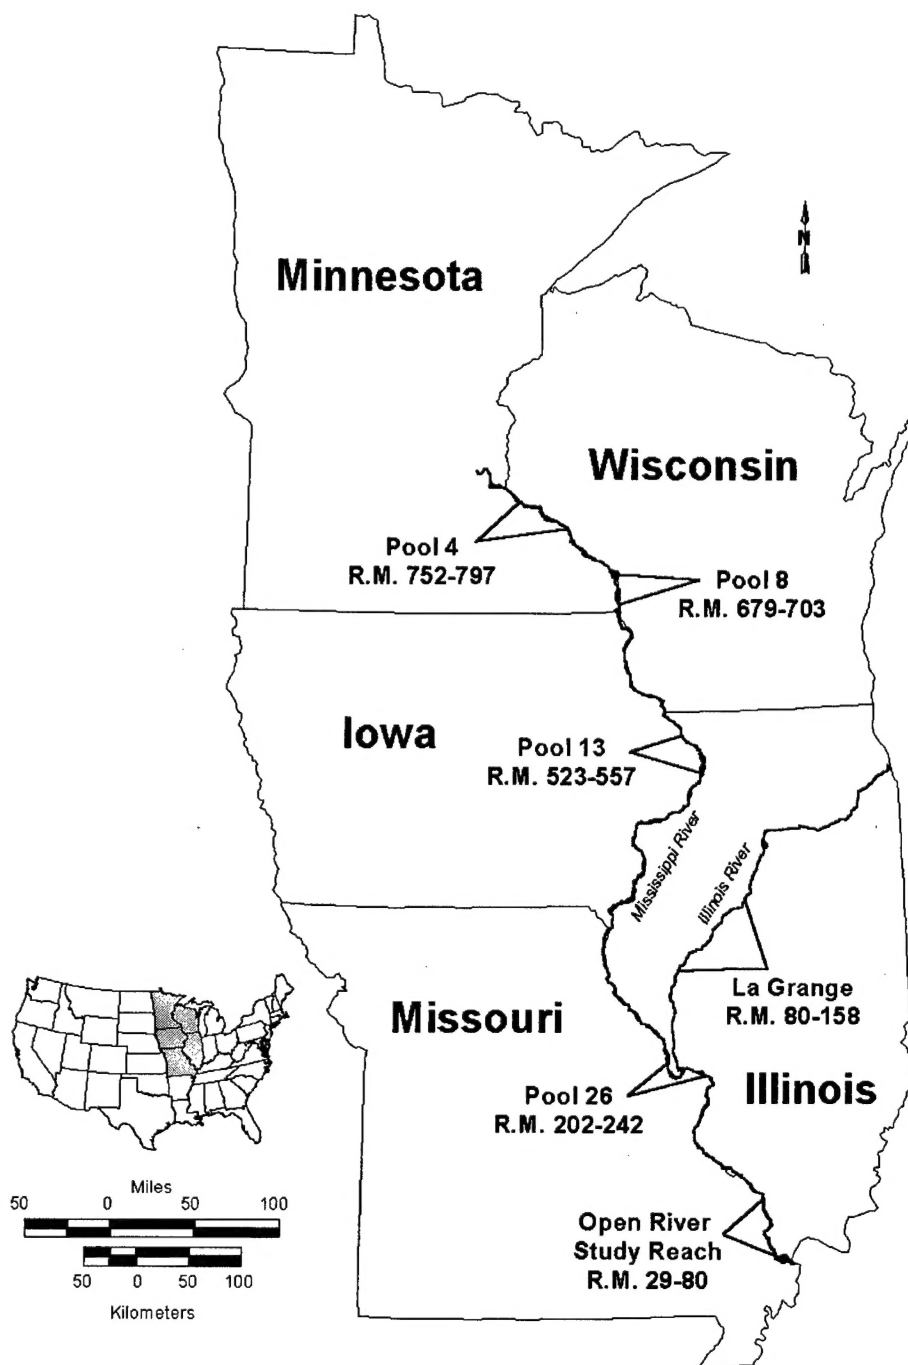 N
Minnesota
Wisconsin
Pool 4
R.M. 752-797
Pool 8
R.M. 679-703
Iowa
Pool 13
R.M. 523-557
Mississippi River
Illinois River
La Grange
R.M. 80-158
Missouri
Pool 26
R.M. 202-242
Illinois
Miles
50 0 50 100
50 0 50 100
Kilometers
Open River
Study Reach
R.M. 29-80